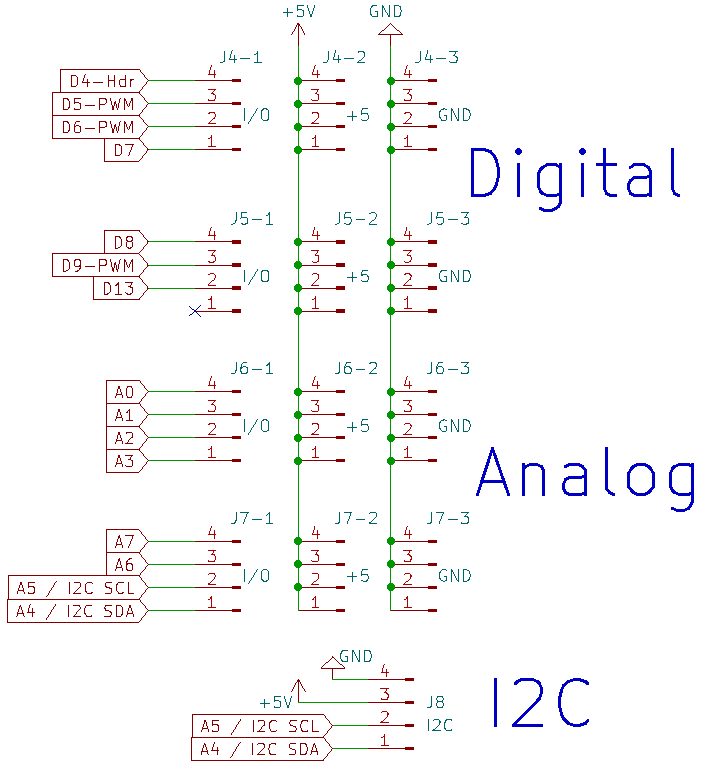 +5V GND
J4-1 J4-2 J4-3
D4-Hdr 4 4 4
D5-PWM 3 3 3
I/O +5 GND
D6-PWM 2 2 2
D7 1 1 1
Digital
J5-1 J5-2 J5-3
D8 4 4 4
D9-PWM 3 3 3
I/O +5 GND
D13 2 2 2
1 1 1
J6-1 J6-2 J6-3
A0 4 4 4
A1 3 3 3
I/O +5 GND
A2 2 2 2
A3 1 1 1
Analog
J7-1 J7-2 J7-3
A7 4 4 4
A6 3 3 3
I/O +5 GND
A5 / I2C SCL 2 2 2
A4 / I2C SDA 1 1 1
GND 4
+5V 3 J8
A5 / I2C SCL 2 I2C
A4 / I2C SDA 1
I2C